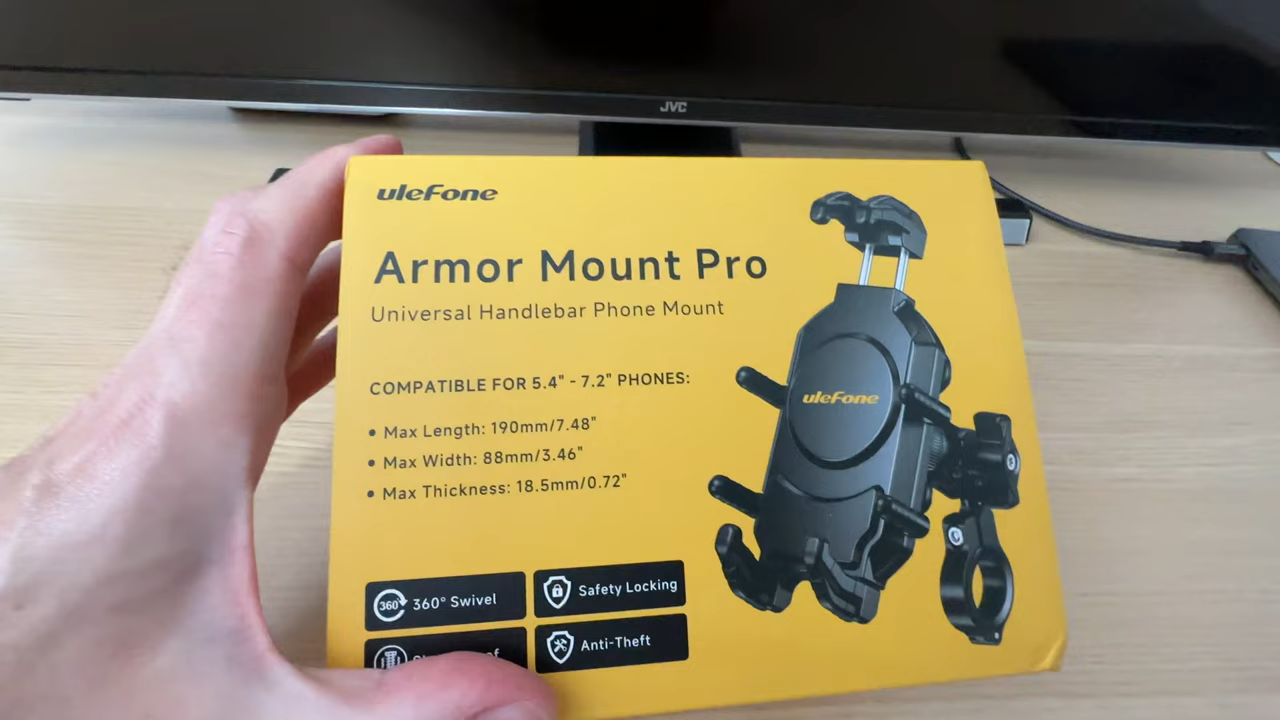 JVC
uleFone
Armor Mount Pro
Universal Handlebar Phone Mount
COMPATIBLE FOR 5.4" - 7.2" PHONES:
• Max Length: 190mm/7.48"
• Max Width: 88mm/3.46"
• Max Thickness: 18.5mm/0.72"
uleFone
360° 360° Swivel
Safety Locking
Anti-Theft